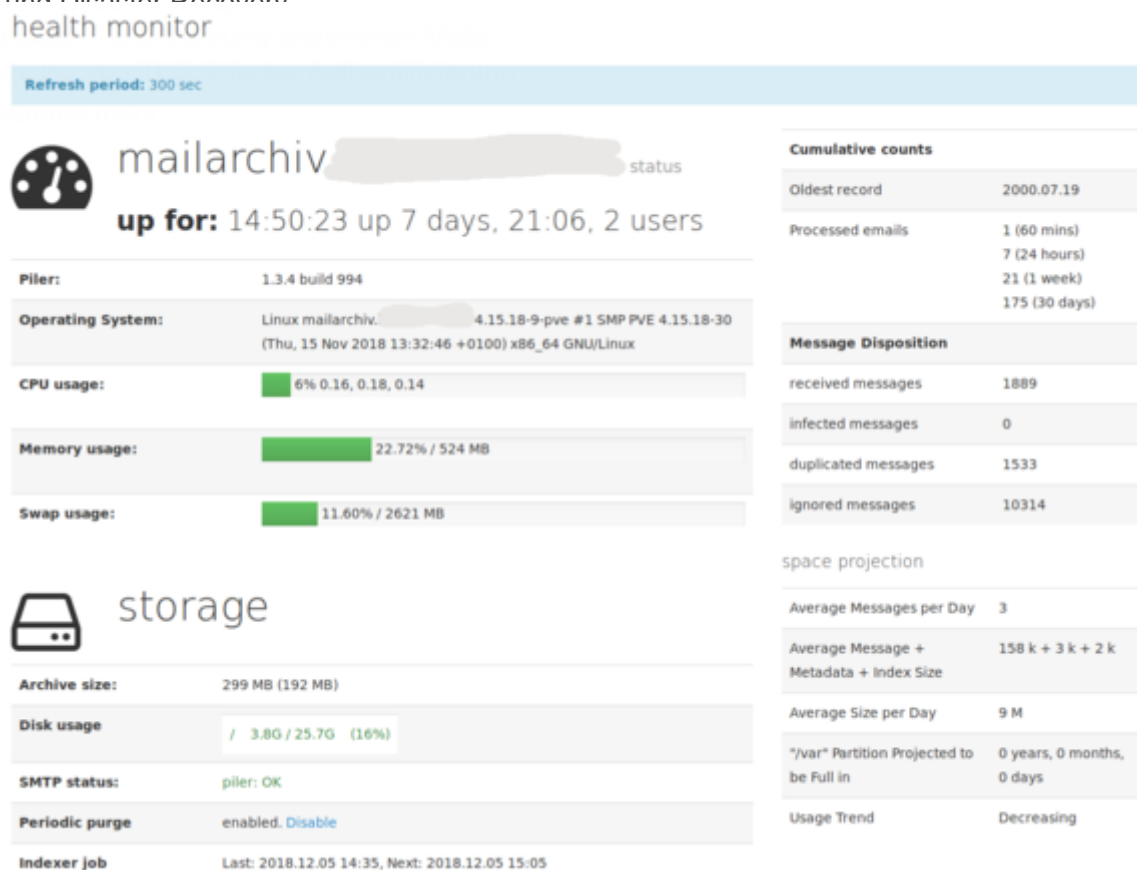 health monitor
Refresh period: 300 sec
mailarchiv status
up for: 14:50:23 up 7 days, 21:06, 2 users
Piler: 1.3.4 build 994
Operating System: Linux mailarchiv. 4.15.18-9-pve #1 SMP PVE 4.15.18-30
(Thu, 15 Nov 2018 13:32:46 +0100) x86_64 GNU/Linux
CPU usage: 6% 0.16, 0.18, 0.14
Memory usage: 22.72% / 524 MB
Swap usage: 11.60% / 2621 MB
storage
Archive size: 299 MB (192 MB)
Disk usage / 3.8G / 25.7G (16%)
SMTP status: piler: OK
Periodic purge enabled. Disable
Indexer job Last: 2018.12.05 14:35, Next: 2018.12.05 15:05
Cumulative counts
Oldest record 2000.07.19
Processed emails 1 (60 mins)
7 (24 hours)
21 (1 week)
175 (30 days)
Message Disposition
received messages 1889
infected messages 0
duplicated messages 1533
ignored messages 10314
space projection
Average Messages per Day 3
Average Message + 158 k + 3 k + 2 k
Metadata + Index Size
Average Size per Day 9 M
"/var" Partition Projected to 0 years, 0 months,
be Full in 0 days
Usage Trend Decreasing